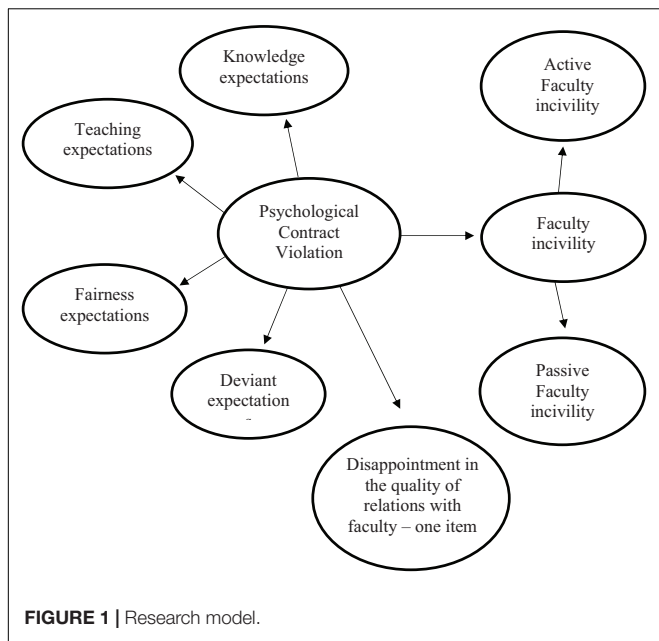 Knowledge
expectations
Active
Faculty
incivility
Teaching
expectations
Psychological
Contract
Violation
Faculty
incivility
Fairness
expectations
Deviant
expectation
Passive
Faculty
incivility
Disappointment in
the quality of
relations with
faculty – one item
FIGURE 1 | Research model.